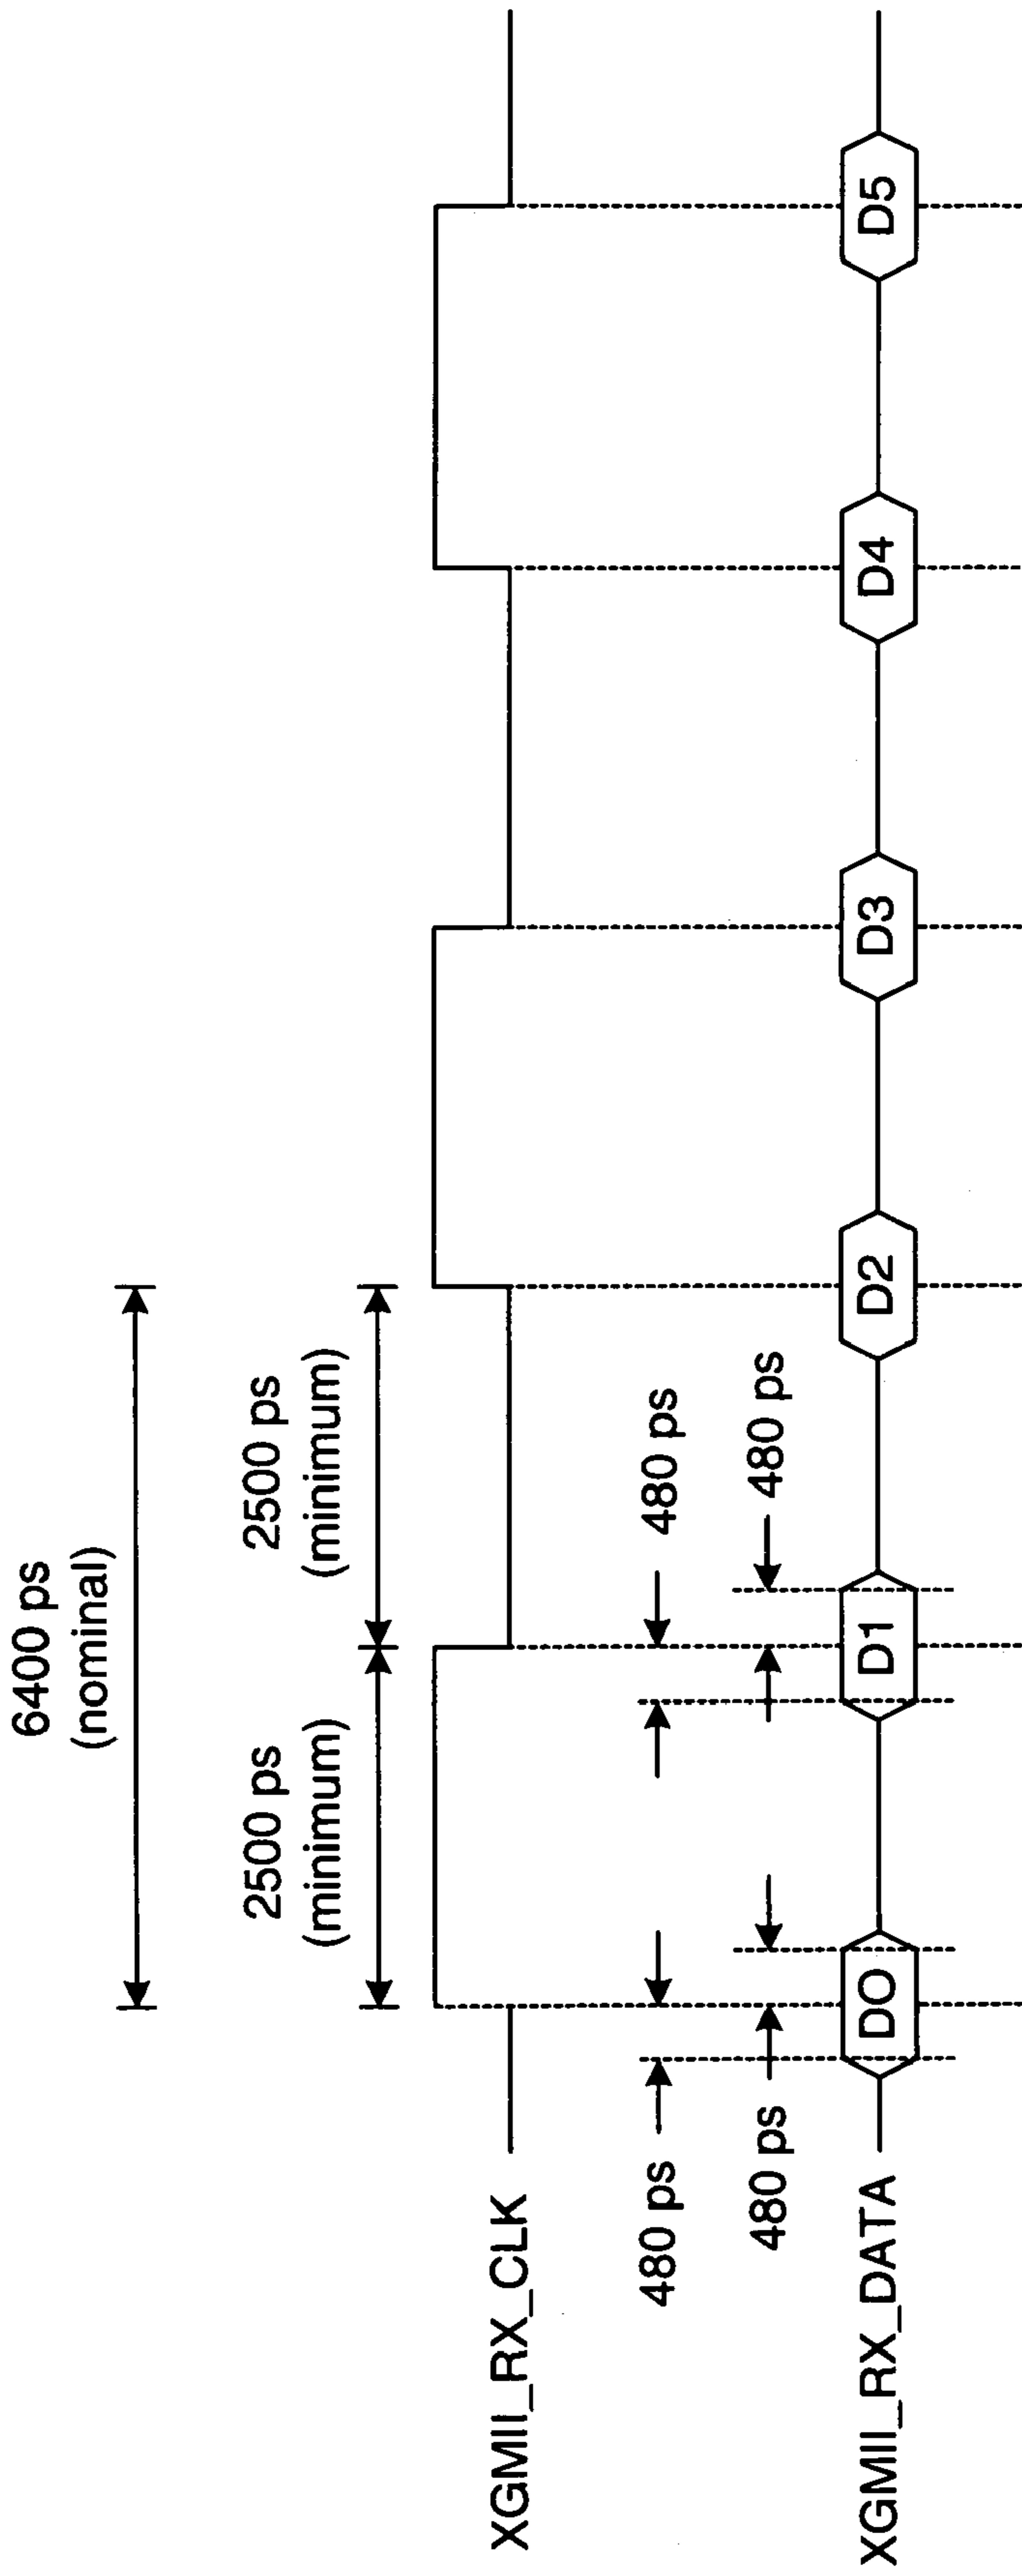 6400 ps
(nominal)
2500 ps
(minimum)
2500 ps
(minimum)
XGMII_RX_CLK
480 ps
480 ps
480 ps
480 ps
XGMII_RX_DATA
DO
D1
D2
D3
D4
D5